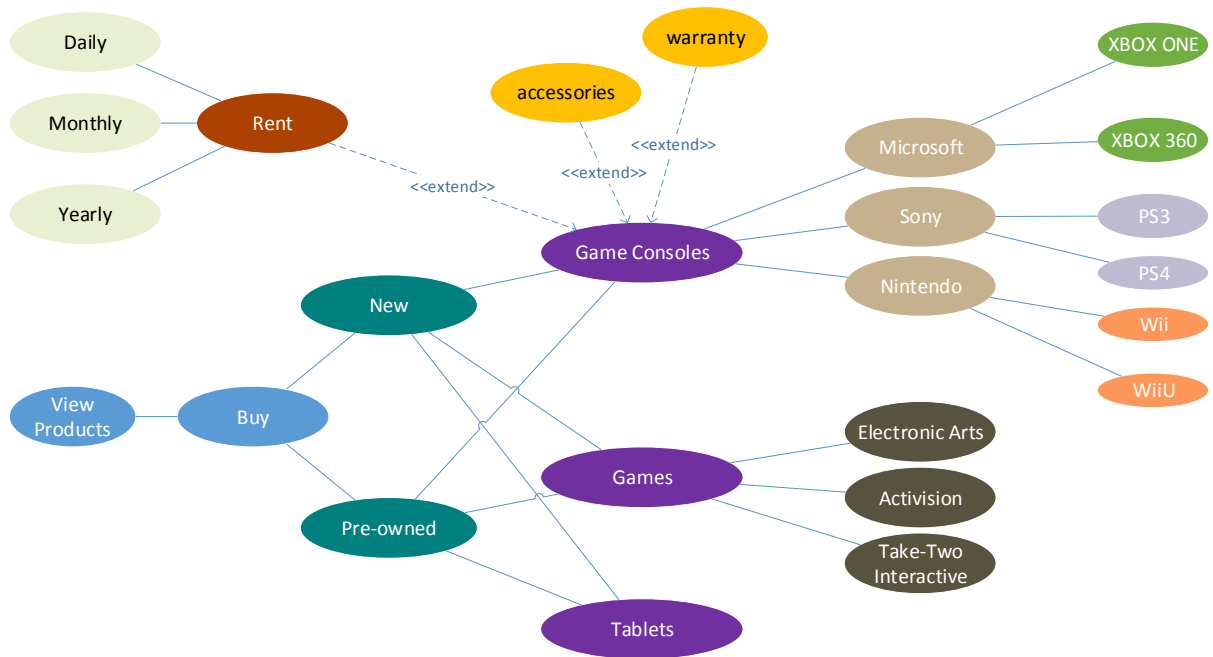 Daily
Monthly
Yearly
Rent
<<extend>>
accessories
<<extend>>
warranty
<<extend>>
Game Consoles
Microsoft
Sony
Nintendo
XBOX ONE
XBOX 360
PS3
PS4
Wii
WiiU
View
Products
Buy
New
Pre-owned
Games
Tablets
Electronic Arts
Activision
Take-Two
Interactive